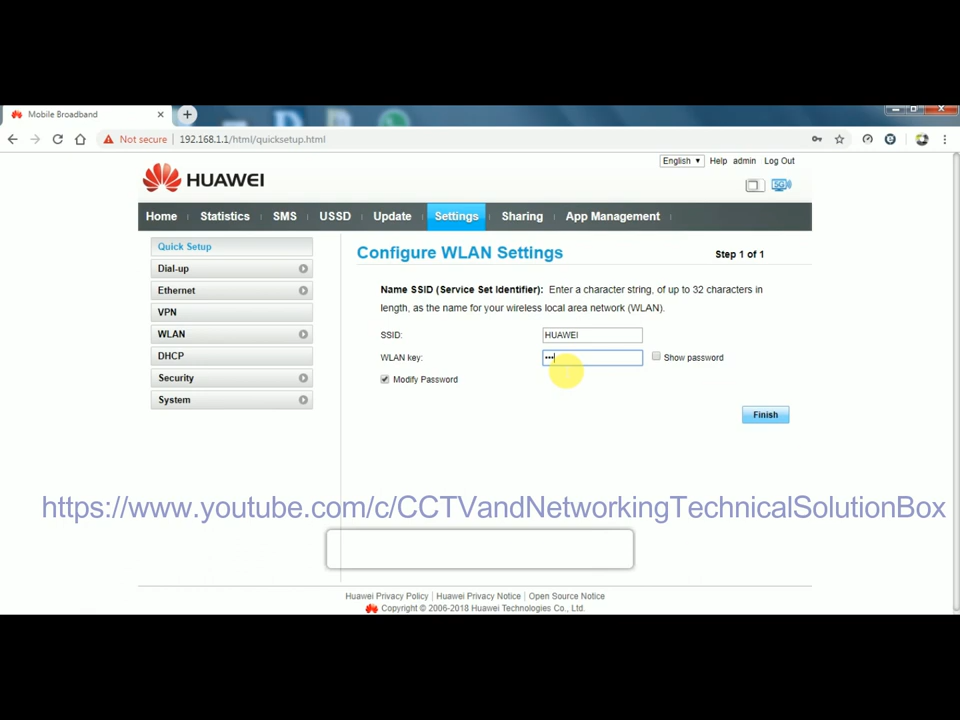 Mobile Broadband
Not secure 192.168.1.1/html/quicksetup.html
English Help admin Log Out
HUAWEI
5G
Home Statistics SMS USSD Update Settings Sharing App Management
Quick Setup
Dial-up
Ethernet
VPN
WLAN
DHCP
Security
System
Configure WLAN Settings
Step 1 of 1
Name SSID (Service Set Identifier): Enter a character string, of up to 32 characters in
length, as the name for your wireless local area network (WLAN).
SSID: HUAWEI
WLAN key: ••• Show password
Modify Password
Finish
https://www.youtube.com/c/CCTVandNetworkingTechnicalSolutionBox
Huawei Privacy Policy | Huawei Privacy Notice | Open Source Notice
Copyright © 2006-2018 Huawei Technologies Co., Ltd.